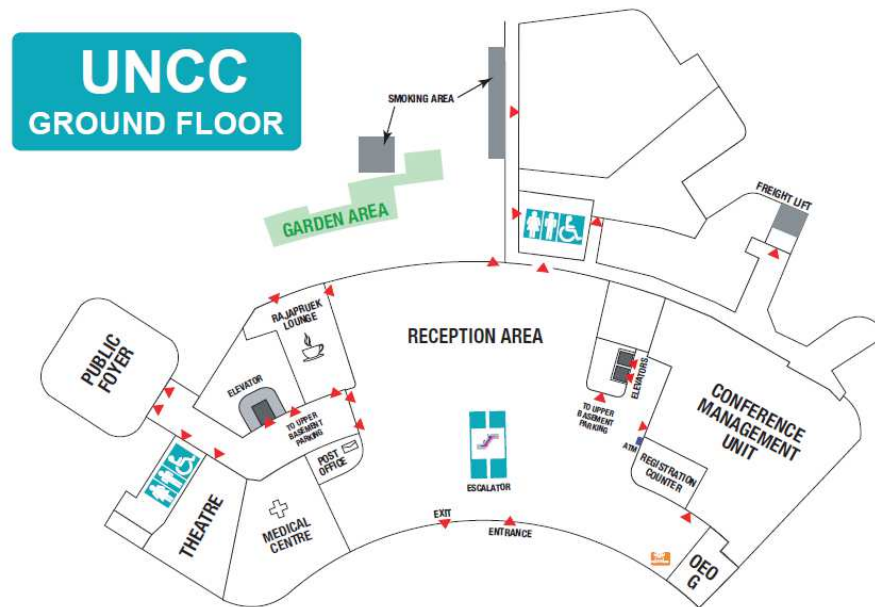 UNCC
GROUND FLOOR
SMOKING AREA
GARDEN AREA
FREIGHT LIFT
RAJAPRUEK
LOUNGE
RECEPTION AREA
PUBLIC
FOYER
ELEVATOR
ELEVATORS
TO UPPER
BASEMENT
PARKING
TO UPPER
BASEMENT
PARKING
CONFERENCE
MANAGEMENT
UNIT
ATM
REGISTRATION
COUNTER
POST
OFFICE
ESCALATOR
THEATRE
MEDICAL
CENTRE
EXIT
ENTRANCE
OEO
G